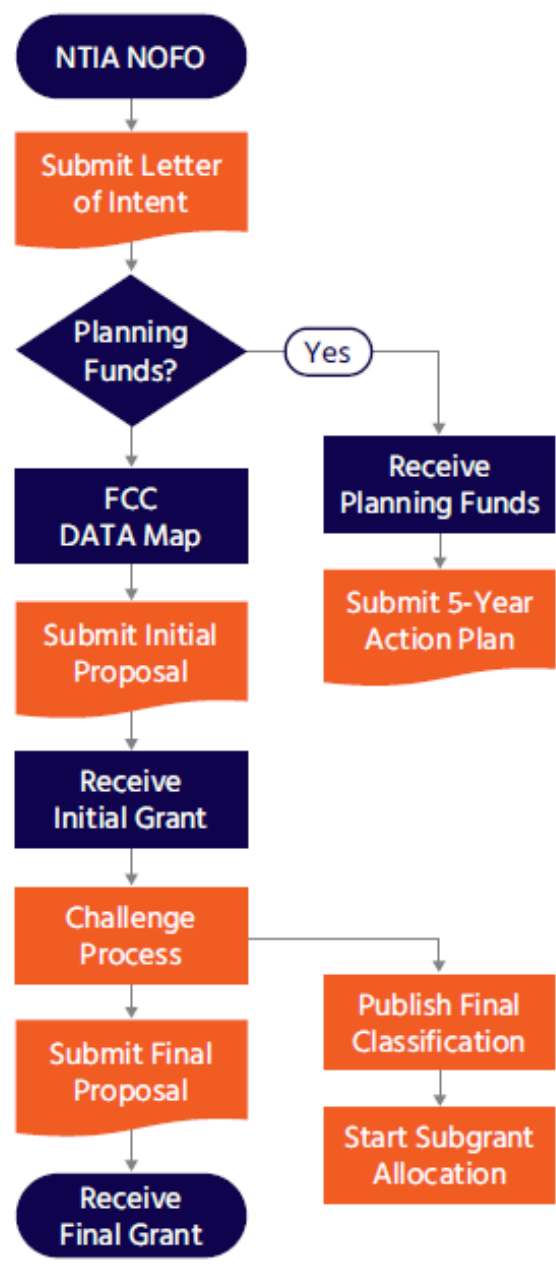 NTIA NOFO
Submit Letter
of Intent
Planning
Funds?
Yes
Receive
Planning Funds
Submit 5-Year
Action Plan
FCC
DATA Map
Submit Initial
Proposal
Receive
Initial Grant
Challenge
Process
Publish Final
Classification
Start Subgrant
Allocation
Submit Final
Proposal
Receive
Final Grant